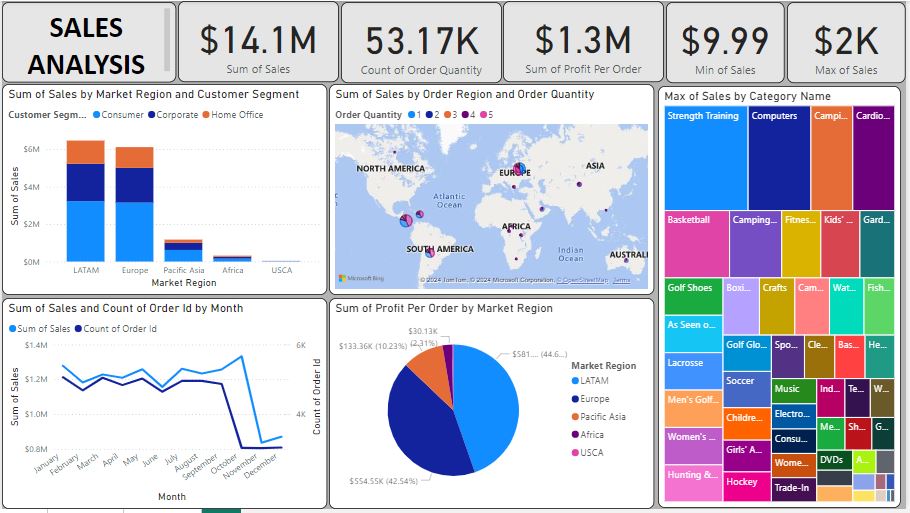 SALES
ANALYSIS
$14.1M
Sum of Sales
53.17K
Count of Order Quantity
$1.3M
Sum of Profit Per Order
$9.99
Min of Sales
$2K
Max of Sales
Sum of Sales by Market Region and Customer Segment
Customer Segm... Consumer Corporate Home Office
Sum of Sales
$6M
$4M
$2M
$0M
LATAM Europe Pacific Asia Africa USCA
Market Region
Sum of Sales by Order Region and Order Quantity
Order Quantity 1 2 3 4 5
NORTH AMERICA
EUROPE
ASIA
Atlantic
Ocean
AFRICA
SOUTH AMERICA
Indian
Ocean
AUSTRALI
Microsoft Bing
© 2024 TomTom, © 2024 Microsoft Corporation, © OpenStreetMap Terms
Max of Sales by Category Name
Strength Training
Computers
Campi...
Cardio...
Basketball
Camping...
Fitnes...
Kids'...
Gard...
Golf Shoes
Boxi...
Crafts
Cam...
Wat...
Fish...
As Seen o...
Golf Glo...
Spo...
Cle...
Bas...
He...
Lacrosse
Soccer
Music
Ind...
Te...
W...
Men's Golf...
Childre...
Electro...
Me...
Sh...
G...
Women's ...
Girls' A...
Consu...
DVDs
A...
Wome...
Hunting &...
Hockey
Trade-In
Sum of Sales and Count of Order Id by Month
Sum of Sales Count of Order Id
Sum of Sales
$1.4M
$1.2M
$1.0M
$0.8M
6K
4K
Count of Order Id
January
February
March
April
May
June
July
August
September
October
November
December
Month
Sum of Profit Per Order by Market Region
$30.13K
(2.31%)
$133.36K (10.23%)
$581.... (44.6...)
$554.55K (42.54%)
Market Region
LATAM
Europe
Pacific Asia
Africa
USCA